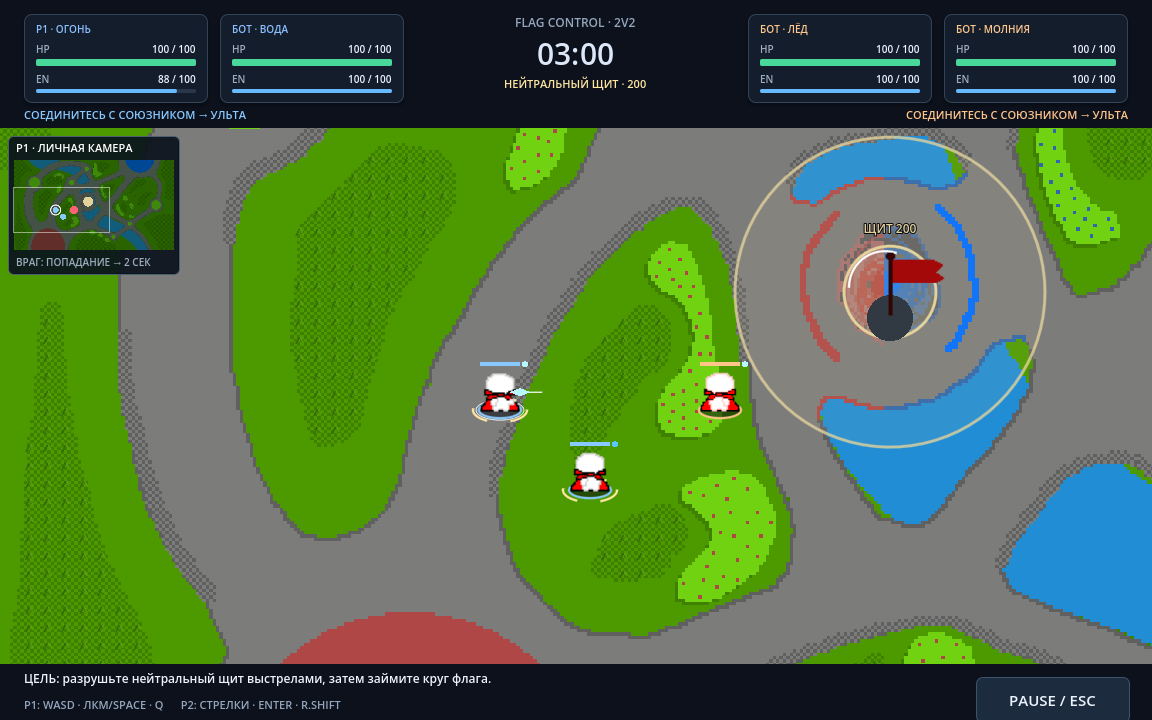 P1 · ОГОНЬ
HP 100 / 100
EN 88 / 100
БОТ · ВОДА
HP 100 / 100
EN 100 / 100
FLAG CONTROL · 2V2
03:00
НЕЙТРАЛЬНЫЙ ЩИТ · 200
БОТ · ЛЁД
HP 100 / 100
EN 100 / 100
БОТ · МОЛНИЯ
HP 100 / 100
EN 100 / 100
СОЕДИНИТЕСЬ С СОЮЗНИКОМ → УЛЬТА
СОЕДИНИТЕСЬ С СОЮЗНИКОМ → УЛЬТА
P1 · ЛИЧНАЯ КАМЕРА
ВРАГ: ПОПАДАНИЕ → 2 СЕК
ЩИТ 200
ЦЕЛЬ: разрушьте нейтральный щит выстрелами, затем займите круг флага.
P1: WASD · ЛКМ/SPACE · Q P2: СТРЕЛКИ · ENTER · R.SHIFT
PAUSE / ESC